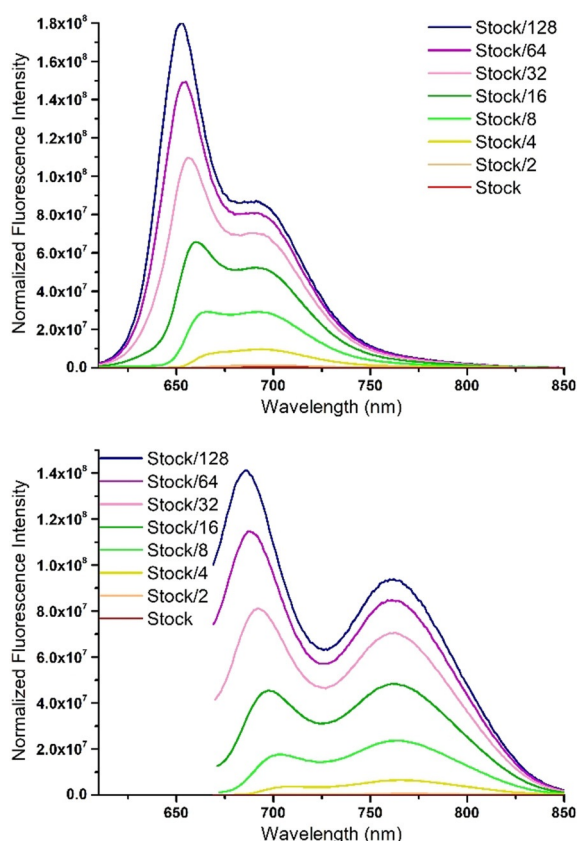 Normalized Fluorescence Intensity
1.8x10⁸
1.6x10⁸
1.4x10⁸
1.2x10⁸
1.0x10⁸
8.0x10⁷
6.0x10⁷
4.0x10⁷
2.0x10⁷
0.0
Stock/128
Stock/64
Stock/32
Stock/16
Stock/8
Stock/4
Stock/2
Stock
650 700 750 800 850
Wavelength (nm)
Normalized Fluorescence Intensity
1.4x10⁸
1.2x10⁸
1.0x10⁸
8.0x10⁷
6.0x10⁷
4.0x10⁷
2.0x10⁷
0.0
Stock/128
Stock/64
Stock/32
Stock/16
Stock/8
Stock/4
Stock/2
Stock
650 700 750 800 850
Wavelength (nm)